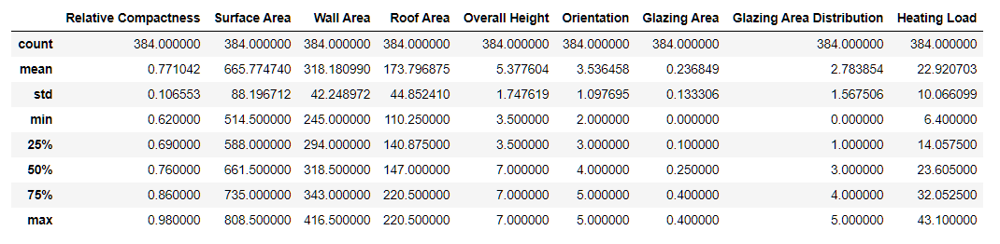 Relative Compactness Surface Area Wall Area Roof Area Overall Height Orientation Glazing Area Glazing Area Distribution Heating Load
count 384.000000 384.000000 384.000000 384.000000 384.000000 384.000000 384.000000 384.000000 384.000000
mean 0.771042 665.774740 318.180990 173.796875 5.377604 3.536458 0.236849 2.783854 22.920703
std 0.106553 88.196712 42.248972 44.852410 1.747619 1.097695 0.133306 1.567506 10.066099
min 0.620000 514.500000 245.000000 110.250000 3.500000 2.000000 0.000000 0.000000 6.400000
25% 0.690000 588.000000 294.000000 140.875000 3.500000 3.000000 0.100000 1.000000 14.057500
50% 0.760000 661.500000 318.500000 147.000000 7.000000 4.000000 0.250000 3.000000 23.605000
75% 0.860000 735.000000 343.000000 220.500000 7.000000 5.000000 0.400000 4.000000 32.052500
max 0.980000 808.500000 416.500000 220.500000 7.000000 5.000000 0.400000 5.000000 43.100000